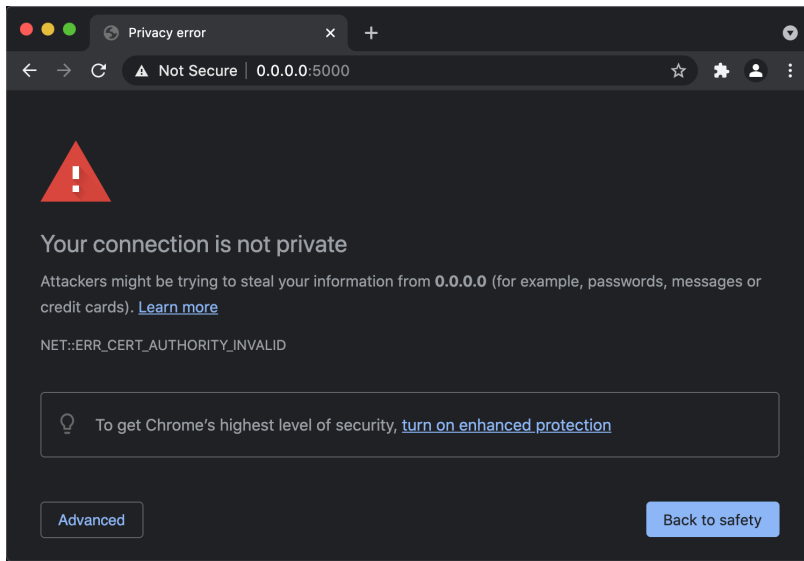 Privacy error
Not Secure 0.0.0.0:5000
Your connection is not private
Attackers might be trying to steal your information from 0.0.0.0 (for example, passwords, messages or
credit cards). Learn more
NET::ERR_CERT_AUTHORITY_INVALID
To get Chrome's highest level of security, turn on enhanced protection
Advanced
Back to safety